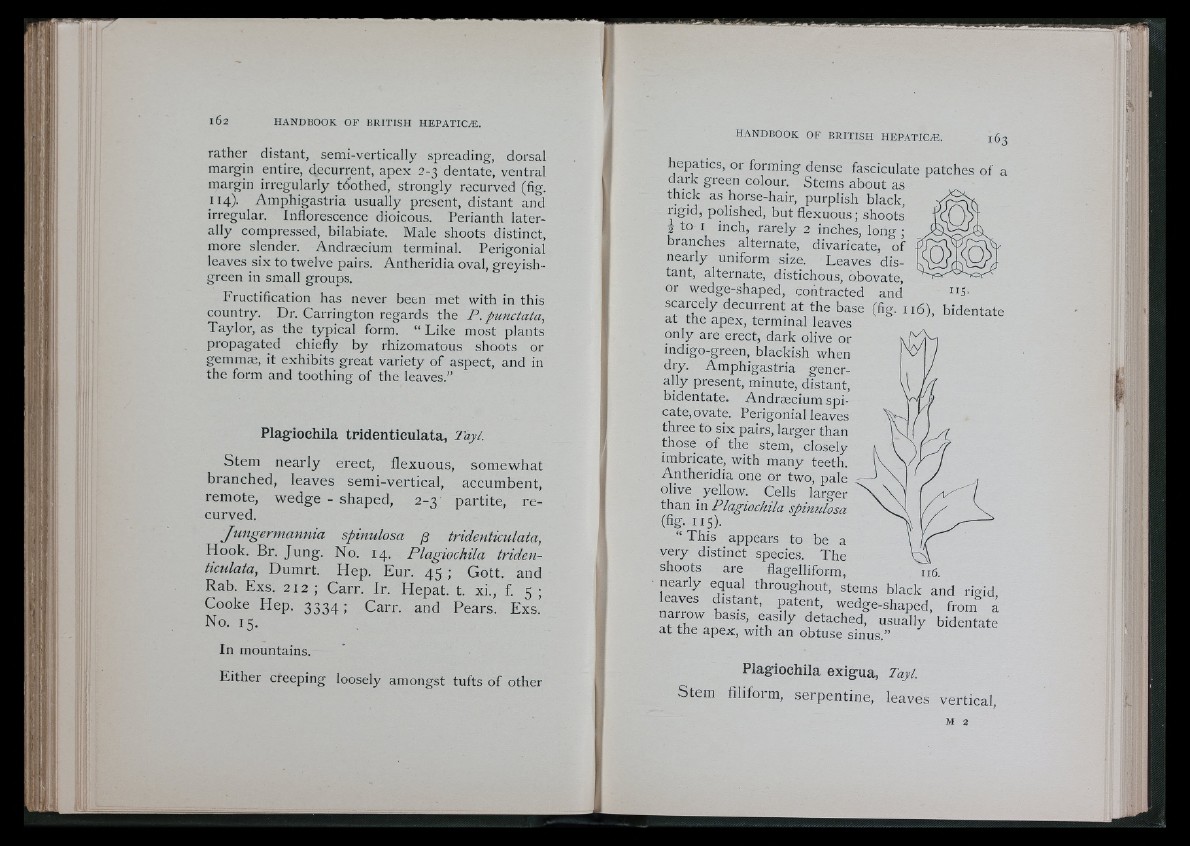 162 HANDBOOK OF BRITISH HEPATICÆ.
rather distant, semi-vertically spreading, dorsal
margin entire, decurrent, apex 2-3 dentate, ventral
margin irregularly toothed, strongly recurved (fig.
114). Amphigastria usually present, distant and
irregular. Inflorescence dioicous. Perianth later-
ally compressed, bilabiate. Male shoots distinct,
more slender. Andræcium terminal. Perigonial
leaves six to twelve pairs. Antheridia oval, greyish-
green in small groups.
Fructification has never been met with in this
country. Dr. Carrington regards the P. punctata,
Taylor, as the typical form. “ Like most plants
propagated chiefly by rhizomatous shoots or
gemmæ, it exhibits great variety of aspect, and in
the form and toothing of the leaves.”
Plagiochila tridenticulata, Tayl.
Stem nearly erect, flexuous, somewhat
branched, leaves semi-vertical, accumbent,
remote, wedge - shaped, 2-3 partite, re-
curved.
Jungermannia spinulosa β tridenticulata,
Hook. Br. Jung. No. 14. Plagiochila triden-
ticulata, Dumrt. Hep. Eur. 45 ; Gott. and
Rab. Exs. 212 ; Carr. Ir. Hepat. t. xi., f. 5 ;
Cooke Hep. 3334 ; Carr. and Pears. Exs.
No. 15.
In mountains.
Either creeping loosely amongst tufts of other
HANDBOOK OF BRITISH HEPATICÆ. 163
hepatics, or forming dense fasciculate patches of a
dark green colour. Stems about as
thick as horse-hair, purplish black,
rigid, polished, but flexuous ; shoots
½ to 1 inch, rarely 2 inches, long ;
branches alternate, divaricate, of
nearly uniform size. Leaves dis-
tant, alternate, distichous, obovate,
or wedge-shaped, contracted and
115.
scarcely decurrent at the base (fig. 116), bidentate
at the apex, terminal leaves
only are erect, dark olive or
indigo-green, blackish when
dry. Amphigastria gener-
ally present, minute, distant,
bidentate. Andræcium spi-
cate, ovate. Perigonial leaves
three to six pairs, larger than
those of the stem, closely
imbricate, with many teeth.
Antheridia one or two, pale
olive yellow. Cells larger
than in Plagiochila spinulosa
(fig. 115).
“ This appears to be a
very distinct species. The
shoots are flagelliform,
116.
nearly equal throughout, stems black and rigid,
leaves distant, patent, wedge-shaped, from a
narrow basis, easily detached, usually bidentate
at the apex, with an obtuse sinus.”
Plagiochila exigua, Tayl.
Stem filiform, serpentine, leaves vertical,
M 2